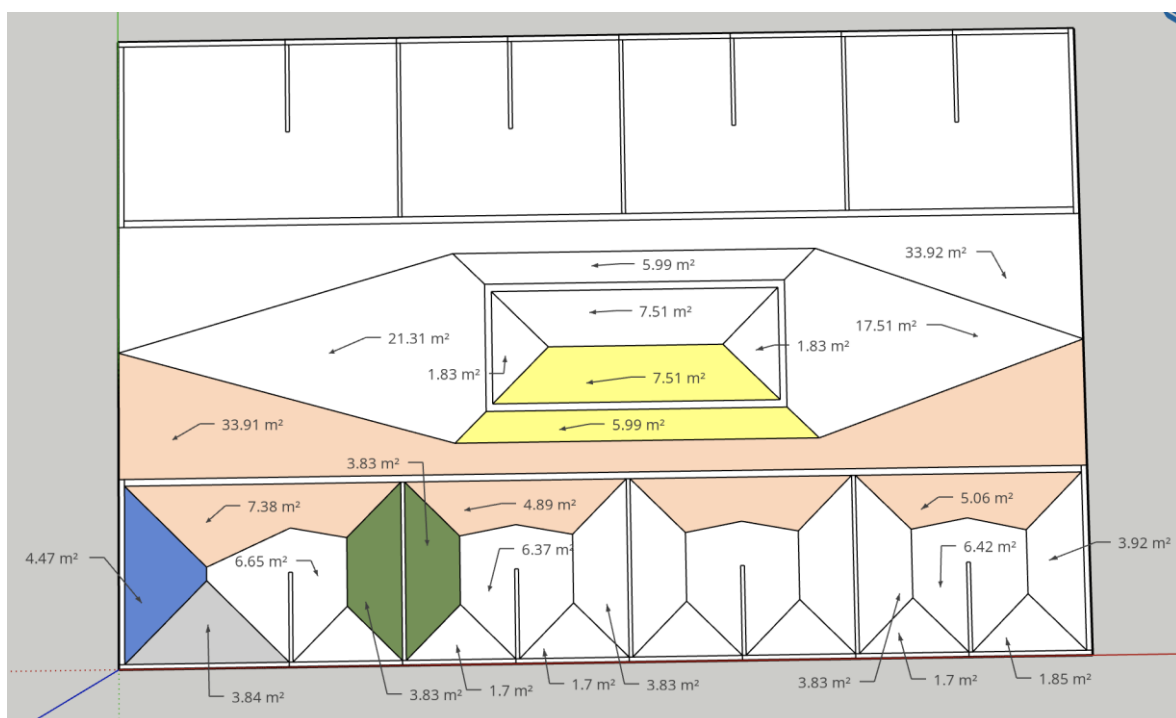 33.92 m²
5.99 m²
7.51 m²
21.31 m²
17.51 m²
1.83 m²
1.83 m²
7.51 m²
33.91 m²
5.99 m²
3.83 m²
7.38 m²
4.89 m²
5.06 m²
4.47 m²
6.65 m²
6.37 m²
6.42 m²
3.92 m²
3.84 m²
3.83 m²
1.7 m²
1.7 m²
3.83 m²
3.83 m²
1.7 m²
1.85 m²